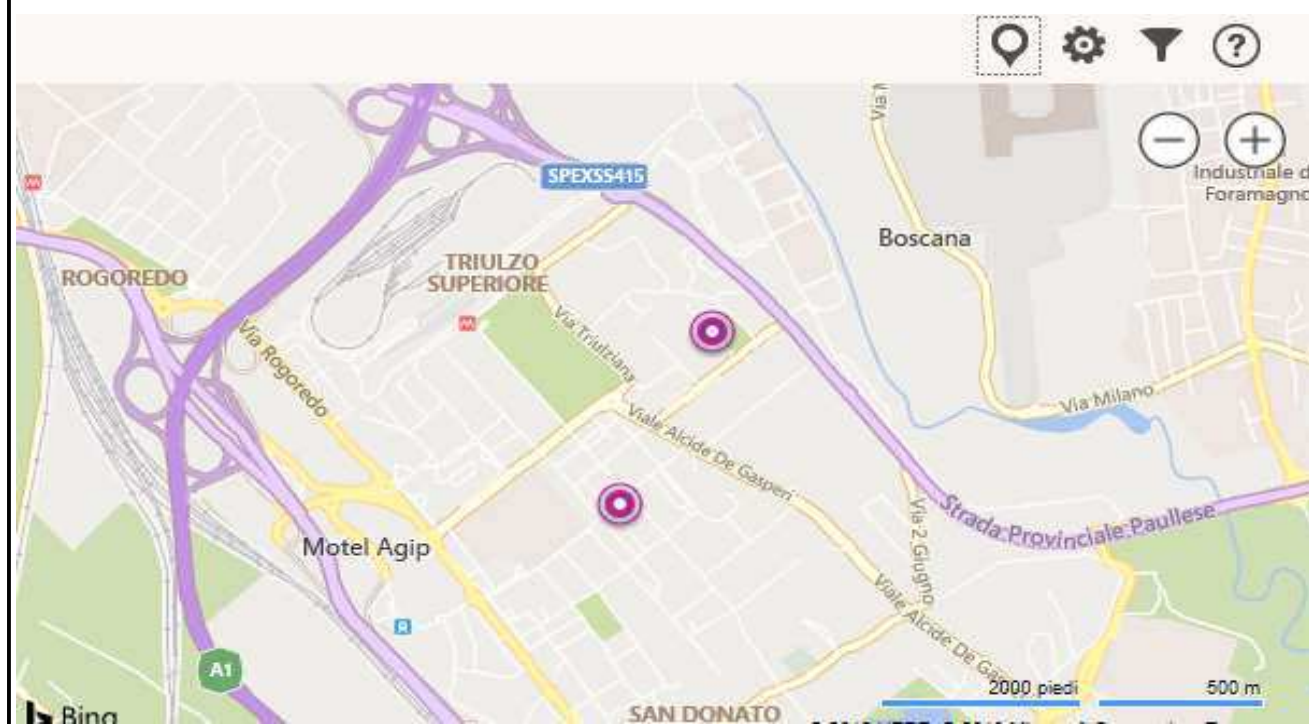 ?
Via
SPEXSS415
Industriale d
Foramagno
Boscana
ROGOREDO
TRIULZO
SUPERIORE
Via Triulziana
Via Rogoredo
Via Milano
Viale Alcide De Gasperi
Via 2 Giugno
Strada Provinciale Paullese
Motel Agip
Viale Alcide De Gas
R
A1
2000 piedi
500 m
SAN DONATO
Bing